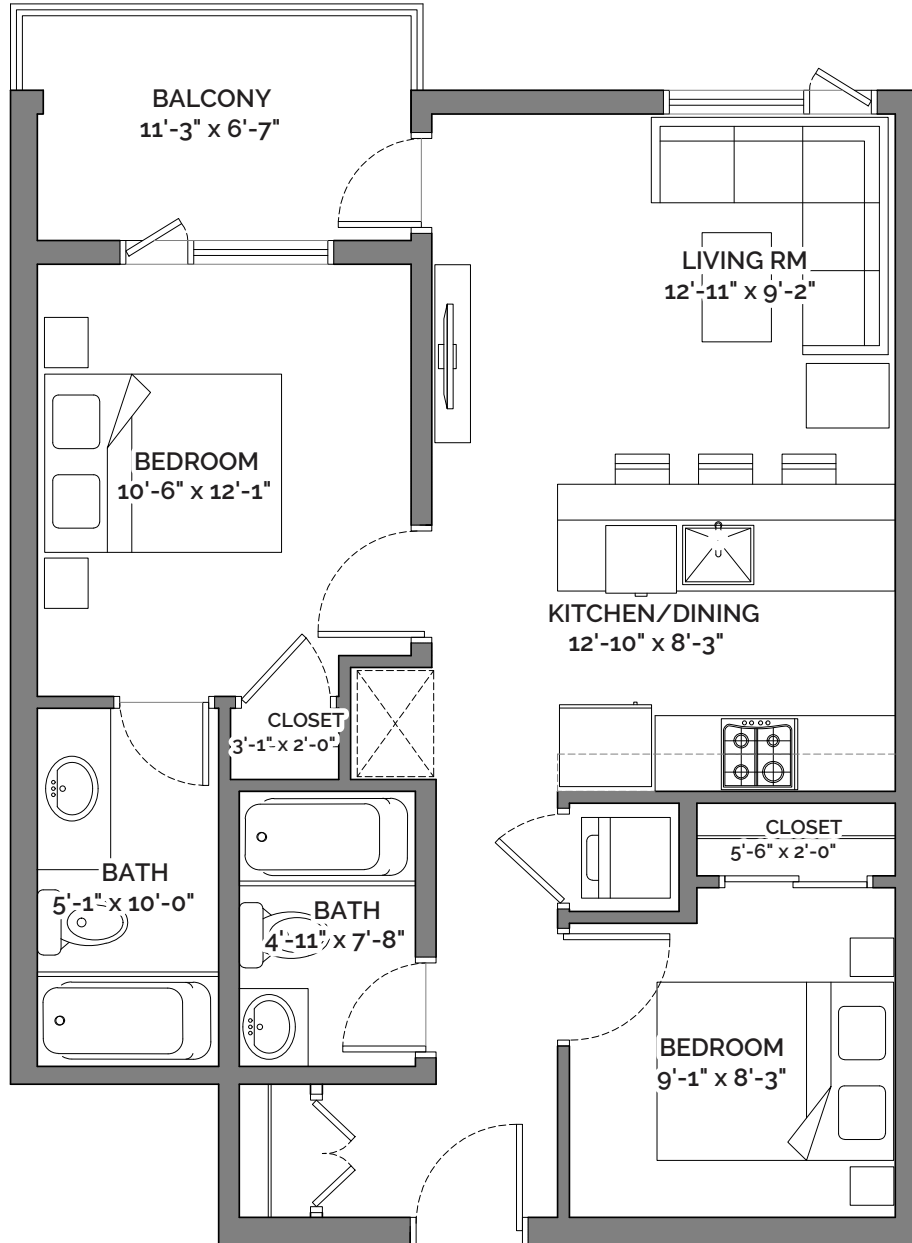 BALCONY
11'-3" x 6'-7"
LIVING RM
12'-11" x 9'-2"
BEDROOM
10'-6" x 12'-1"
KITCHEN/DINING
12'-10" x 8'-3"
CLOSET
3'-1" x 2'-0"
CLOSET
5'-6" x 2'-0"
BATH
5'-1" x 10'-0"
BATH
4'-11" x 7'-8"
BEDROOM
9'-1" x 8'-3"